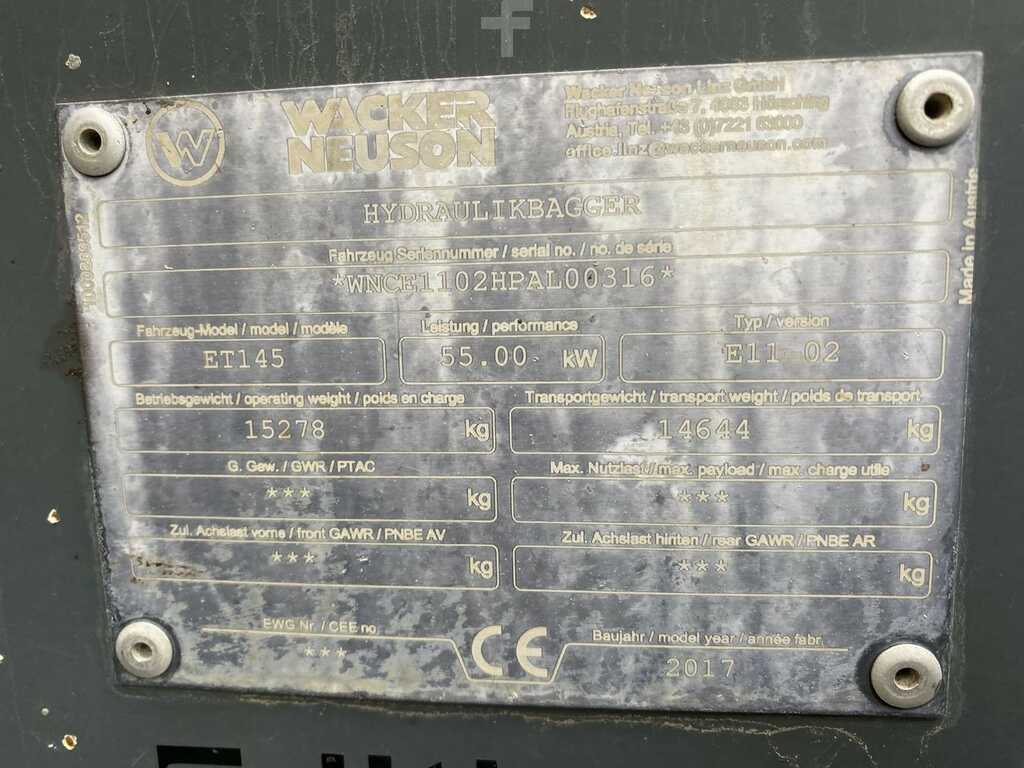 W
WACKER
NEUSON
Wacker Neuson Linz GmbH
Flughafenstraße 7, 4063 Hörsching
Austria, Tel. +43 (0)7221 63000
office.linz@wackerneuson.com
HYDRAULIKBAGGER
Made in Austria
Fahrzeug Seriennummer / serial no. / no. de série
*WNCE1102HPAL00316*
Fahrzeug-Model / model / modèle
Leistung / performance
Typ / version
ET145
55.00 kW
E11-02
Betriebsgewicht / operating weight / poids en charge
Transportgewicht / transport weight / poids de transport
15278 kg
14644 kg
G. Gew. / GWR / PTAC
Max. Nutzlast / max. payload / max. charge utile
*** kg
*** kg
Zul. Achslast vorne / front GAWR / PNBE AV
Zul. Achslast hinten / rear GAWR / PNBE AR
*** kg
*** kg
EWG Nr. / CEE no
***
CE
Baujahr / model year / année fabr.
2017